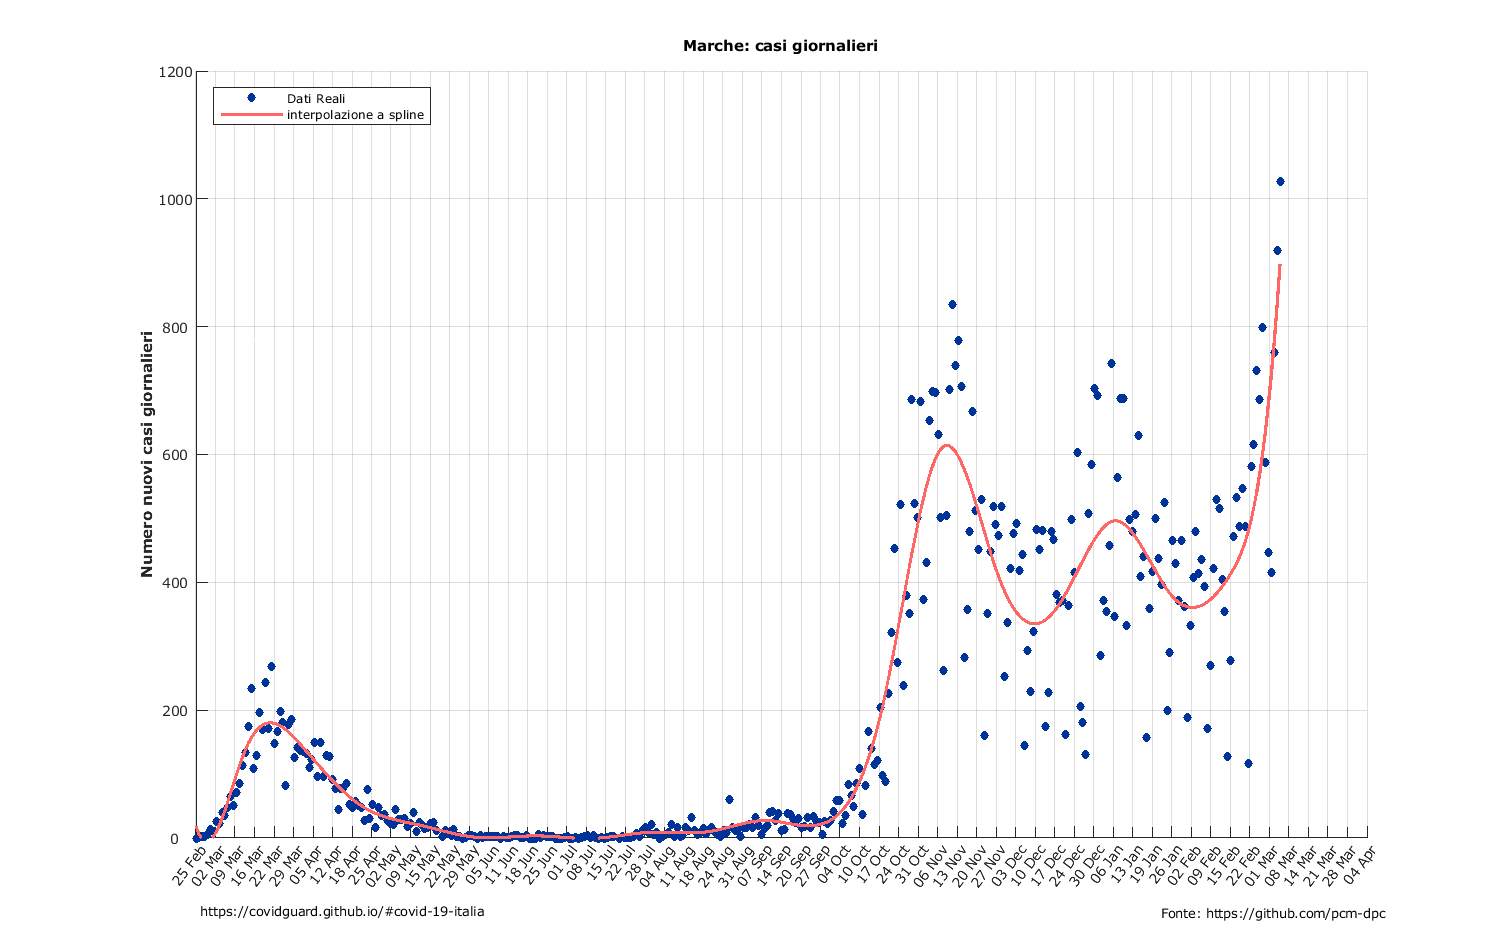 Marche: casi giornalieri
Dati Reali
interpolazione a spline
Numero nuovi casi giornalieri
1200
1000
800
600
400
200
0
25 Feb
02 Mar
09 Mar
16 Mar
22 Mar
29 Mar
05 Apr
12 Apr
18 Apr
25 Apr
02 May
09 May
15 May
22 May
29 May
05 Jun
11 Jun
18 Jun
25 Jun
01 Jul
08 Jul
15 Jul
22 Jul
28 Jul
04 Aug
11 Aug
18 Aug
24 Aug
31 Aug
07 Sep
14 Sep
20 Sep
27 Sep
04 Oct
10 Oct
17 Oct
24 Oct
31 Oct
06 Nov
13 Nov
20 Nov
27 Nov
03 Dec
10 Dec
17 Dec
24 Dec
30 Dec
06 Jan
13 Jan
19 Jan
26 Jan
02 Feb
09 Feb
15 Feb
22 Feb
01 Mar
08 Mar
14 Mar
21 Mar
28 Mar
04 Apr
https://covidguard.github.io/#covid-19-italia
Fonte: https://github.com/pcm-dpc